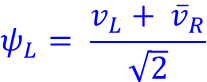 ψ_L = (v_L + v̄_R) / √2